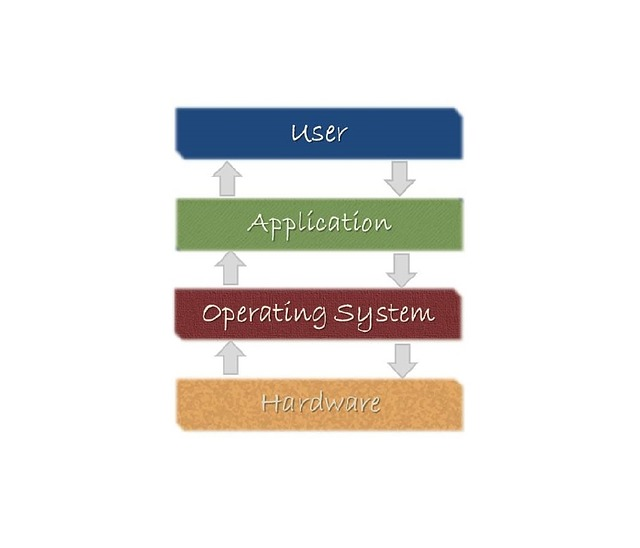 User
Application
Operating System
Hardware